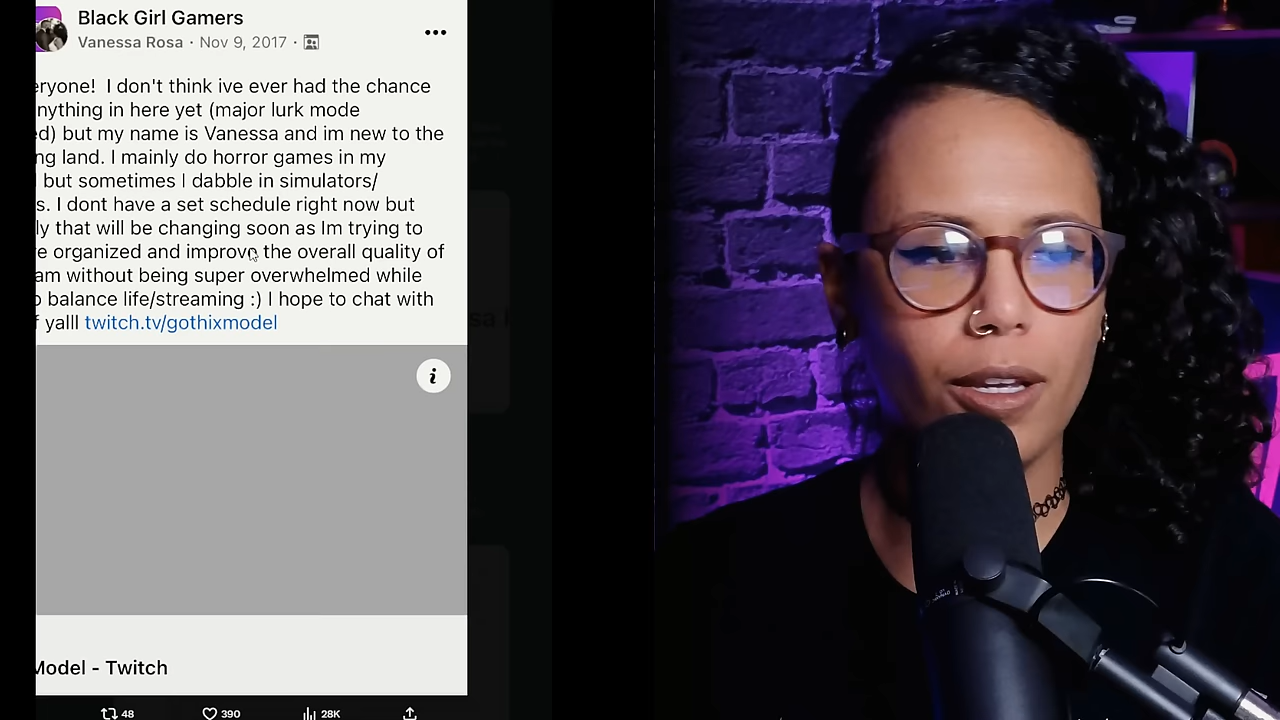 Black Girl Gamers
Vanessa Rosa · Nov 9, 2017 ·
eryone!  I don't think ive ever had the chance
nything in here yet (major lurk mode
ed) but my name is Vanessa and im new to the
ng land. I mainly do horror games in my
but sometimes I dabble in simulators/
s. I dont have a set schedule right now but
ly that will be changing soon as Im trying to
e organized and improve the overall quality of
am without being super overwhelmed while
o balance life/streaming :) I hope to chat with
f yalll twitch.tv/gothixmodel
i
Model - Twitch
48 390 28K